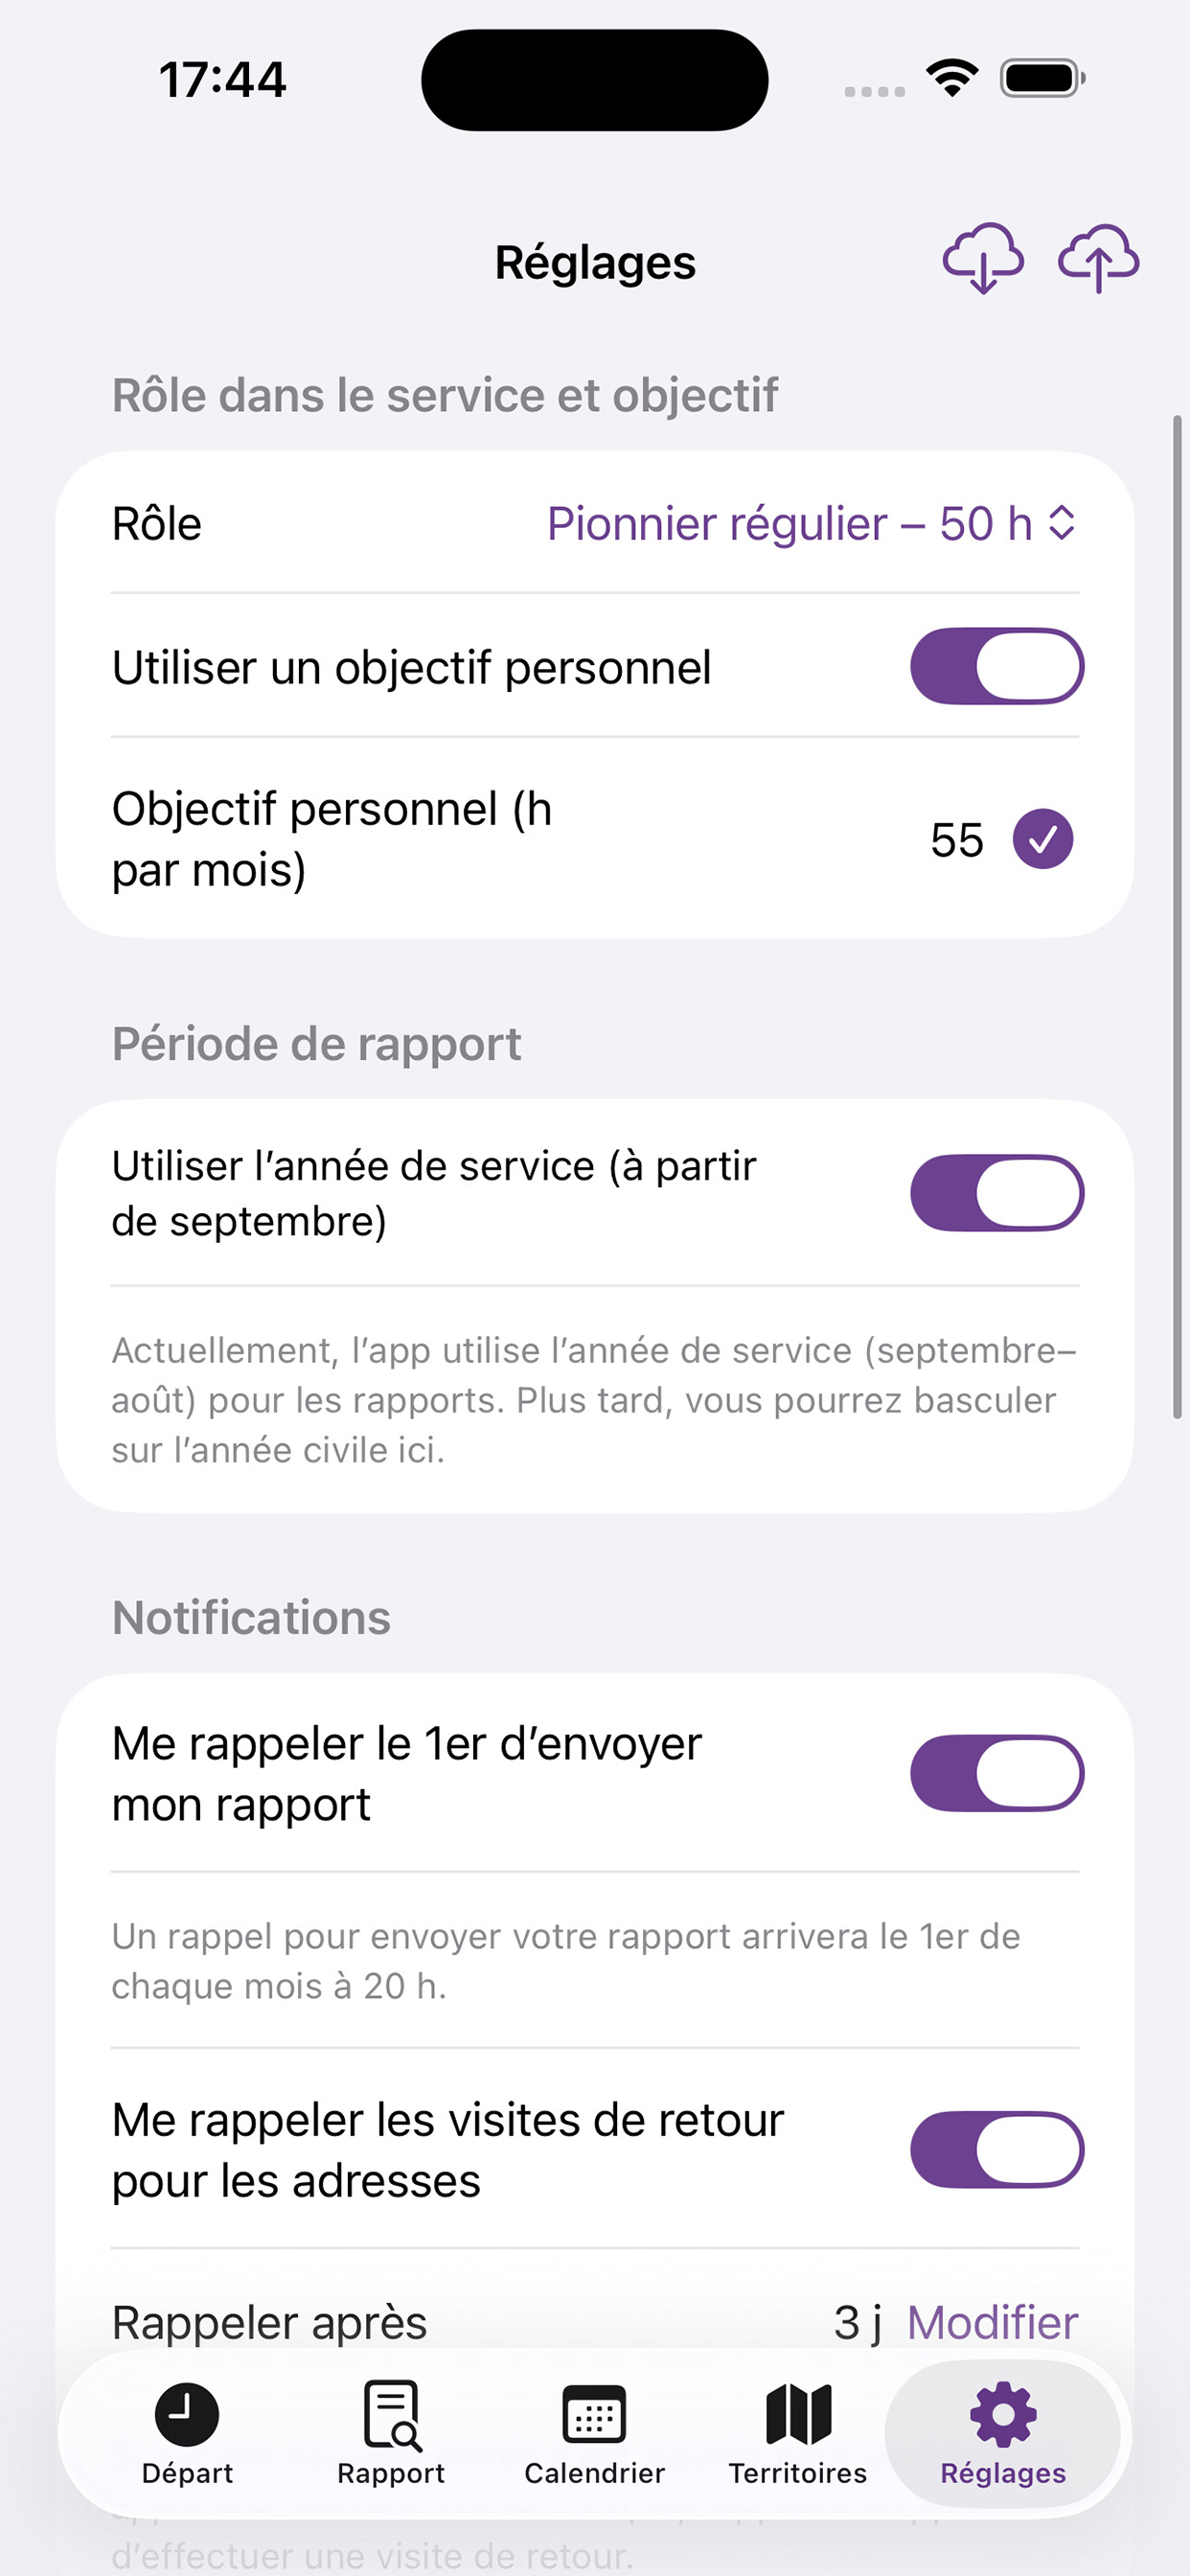 17:44
Réglages
Rôle dans le service et objectif
Rôle
Pionnier régulier – 50 h
Utiliser un objectif personnel
Objectif personnel (h
par mois)
55
Période de rapport
Utiliser l’année de service (à partir
de septembre)
Actuellement, l’app utilise l’année de service (septembre–
août) pour les rapports. Plus tard, vous pourrez basculer
sur l’année civile ici.
Notifications
Me rappeler le 1er d’envoyer
mon rapport
Un rappel pour envoyer votre rapport arrivera le 1er de
chaque mois à 20 h.
Me rappeler les visites de retour
pour les adresses
Rappeler après
3 j Modifier
Départ
Rapport
Calendrier
Territoires
Réglages
d’effectuer une visite de retour.